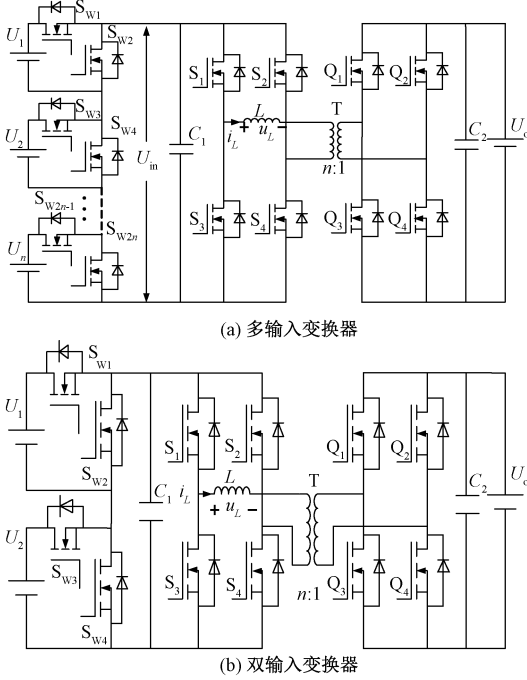 S_W1
U_1
S_W2
S_W3
U_2
S_W4
U_in
C_1
S_W2n-1
S_W2n
U_n
S_1
S_2
L
i_L
+ u_L −
T
n:1
S_3
S_4
Q_1
Q_2
Q_3
Q_4
C_2
(a) 多输入变换器
S_W1
U_1
S_W2
U_2
S_W3
S_W4
C_1
S_1
S_2
i_L
L
+ u_L −
T
n:1
S_3
S_4
Q_1
Q_2
Q_3
Q_4
C_2
(b) 双输入变换器